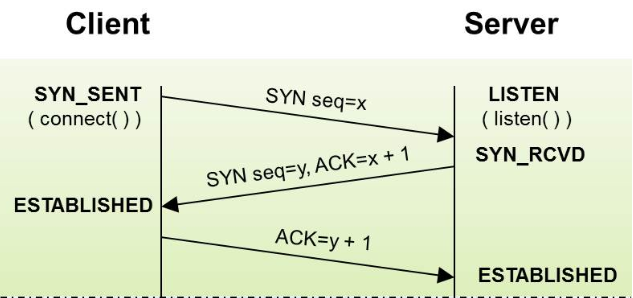 Client
Server
SYN_SENT
( connect( ) )
SYN seq=x
LISTEN
( listen( ) )
SYN_RCVD
SYN seq=y, ACK=x + 1
ESTABLISHED
ACK=y + 1
ESTABLISHED